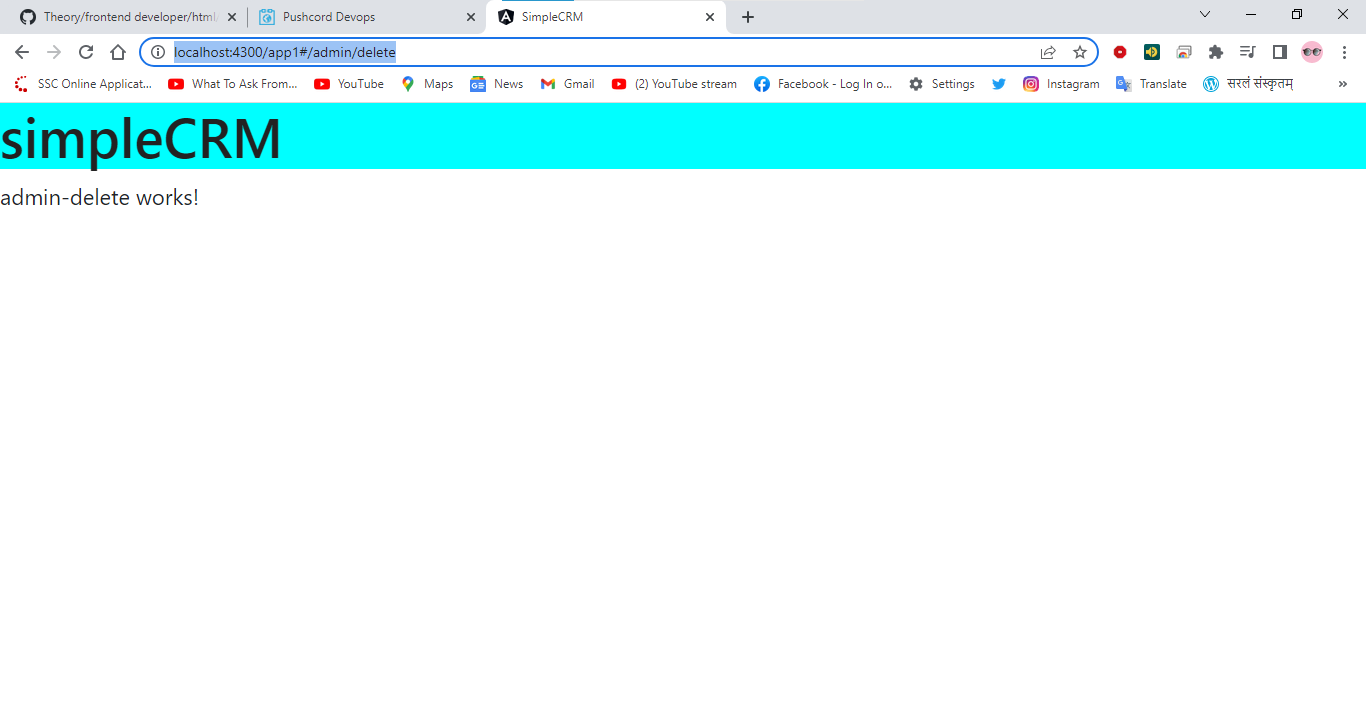 Theory/frontend developer/html/
Pushcord Devops
SimpleCRM
localhost:4300/app1#/admin/delete
SSC Online Applicat... What To Ask From... YouTube Maps News Gmail (2) YouTube stream Facebook - Log In o... Settings Instagram Translate सरलं संस्कृतम् »
simpleCRM
admin-delete works!